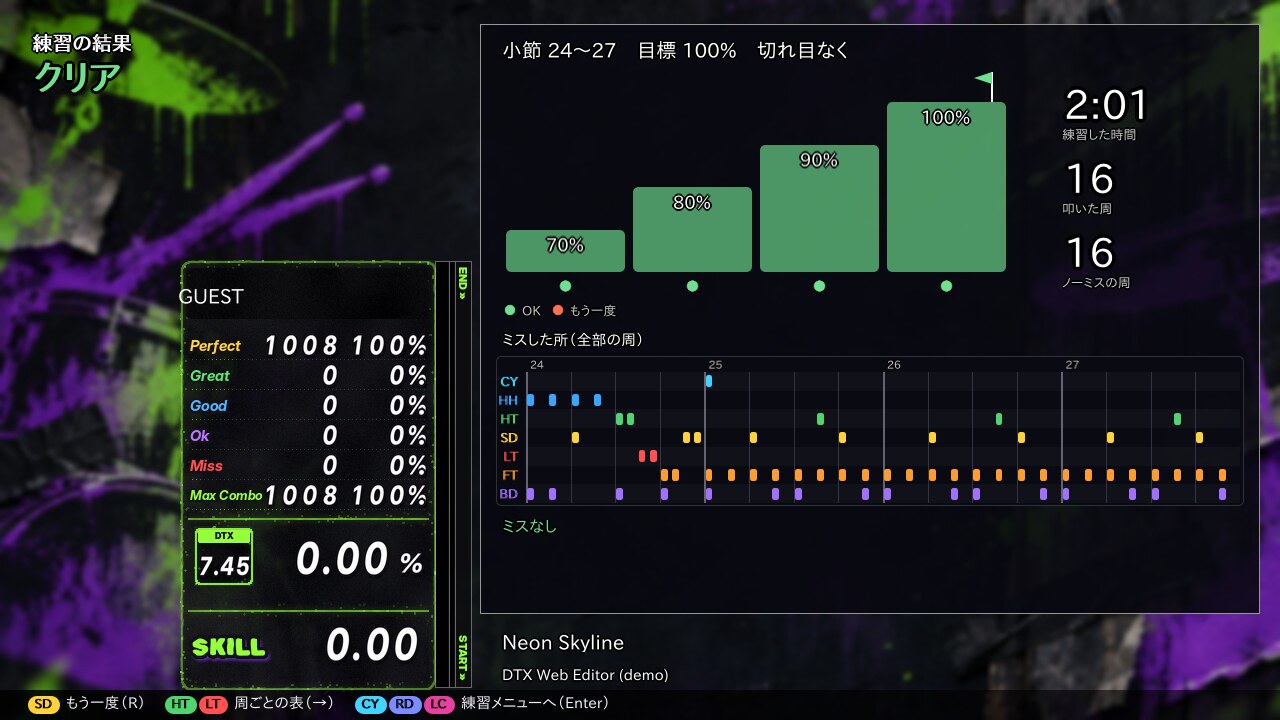 練習の結果
クリア
小節 24～27　目標 100%　切れ目なく
70%
80%
90%
100%
2:01
練習した時間
16
叩いた周
16
ノーミスの周
OK もう一度
ミスした所（全部の周）
24 25 26 27
CY
HH
HT
SD
LT
FT
BD
ミスなし
GUEST
Perfect 1008 100%
Great 0 0%
Good 0 0%
Ok 0 0%
Miss 0 0%
Max Combo 1008 100%
DTX
7.45
0.00 %
SKILL 0.00
END »
START »
Neon Skyline
DTX Web Editor (demo)
SD もう一度（R） HT LT 周ごとの表（→） CY RD LC 練習メニューへ（Enter）